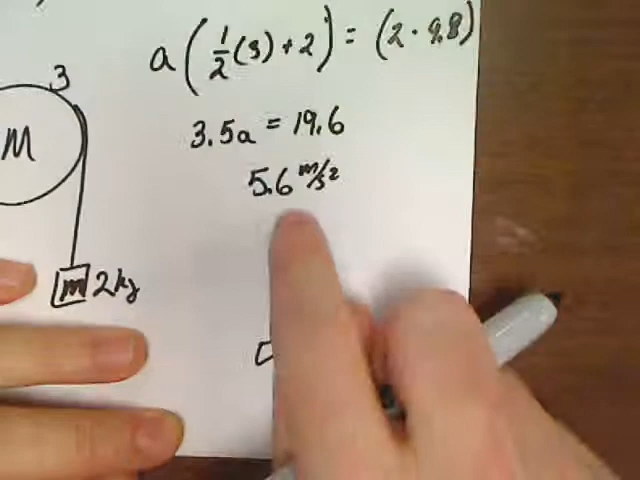 a(½(3)+2) = (2·9.8)
3
3.5a = 19.6
M
5.6 m/s²
m 2kg